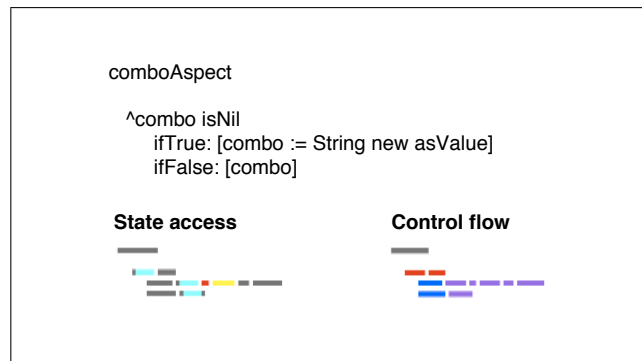 comboAspect
^combo isNil
ifTrue: [combo := String new asValue]
ifFalse: [combo]
State access
Control flow